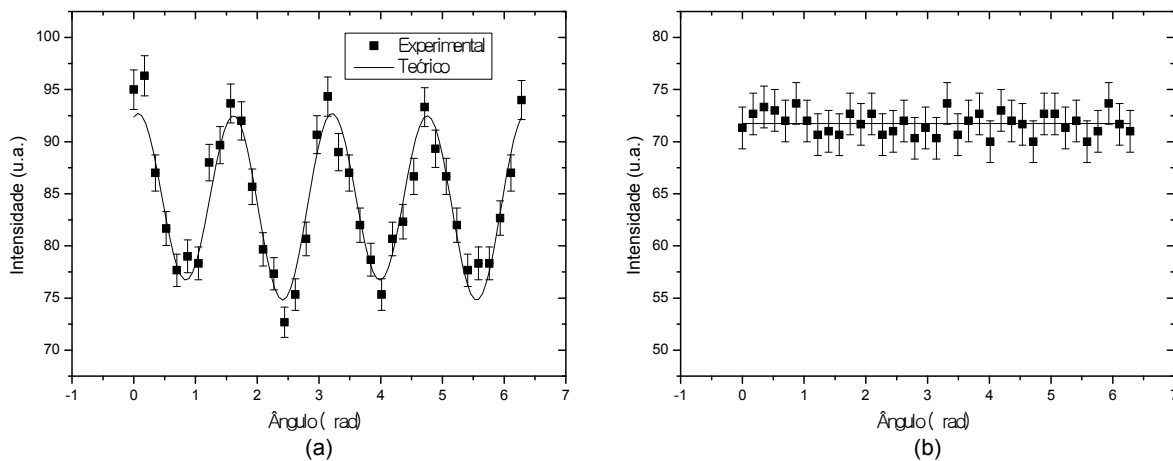 100
95
90
85
80
75
70
-1 0 1 2 3 4 5 6 7
Intensidade (u.a.)
Experimental
Teórico
Ângulo ( rad)
(a)
80
75
70
65
60
55
50
-1 0 1 2 3 4 5 6 7
Intensidade (u.a.)
Ângulo ( rad)
(b)